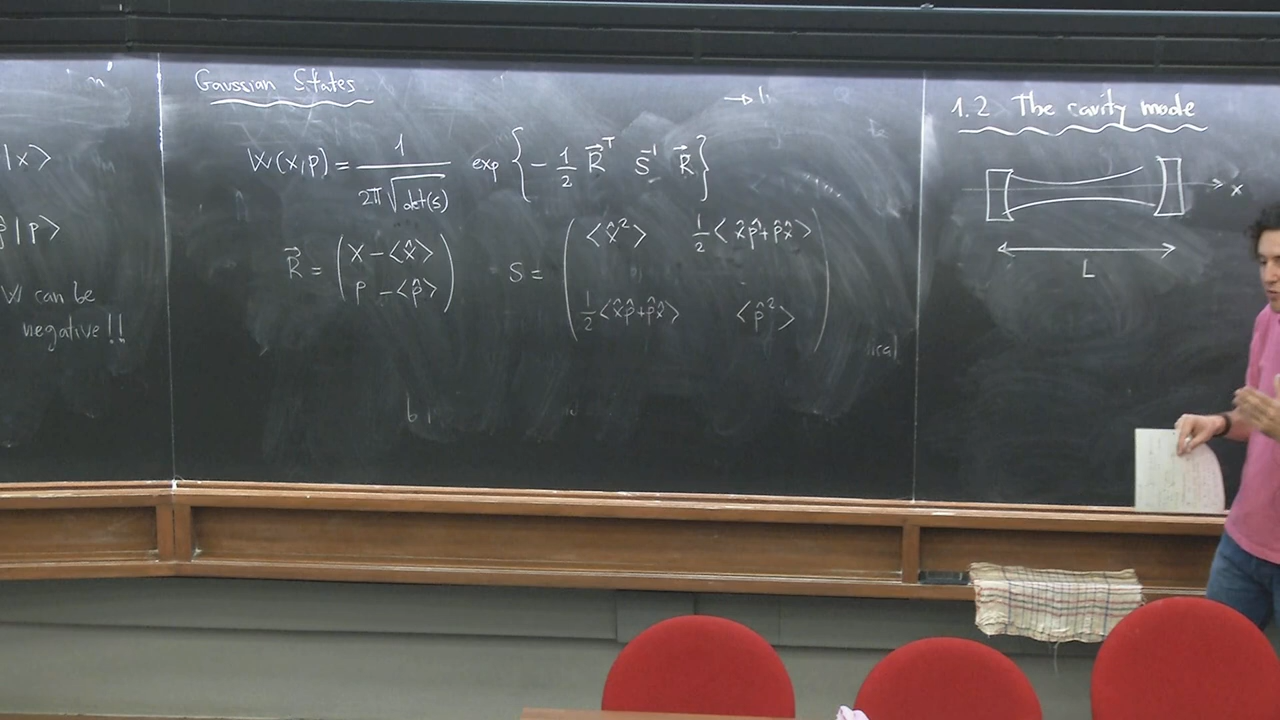 |x⟩
|p⟩
W can be
negative!!
Gaussian States
W(x,p) = 1 / 2π√det(S) exp { - 1/2 R⃗ᵀ S⁻¹ R⃗ }
R⃗ = ( x - ⟨x̂⟩
p - ⟨p̂⟩ )
S = ( ⟨x̂²⟩ 1/2⟨x̂p̂+p̂x̂⟩
1/2⟨x̂p̂+p̂x̂⟩ ⟨p̂²⟩ )
1.2 The cavity mode
x
L